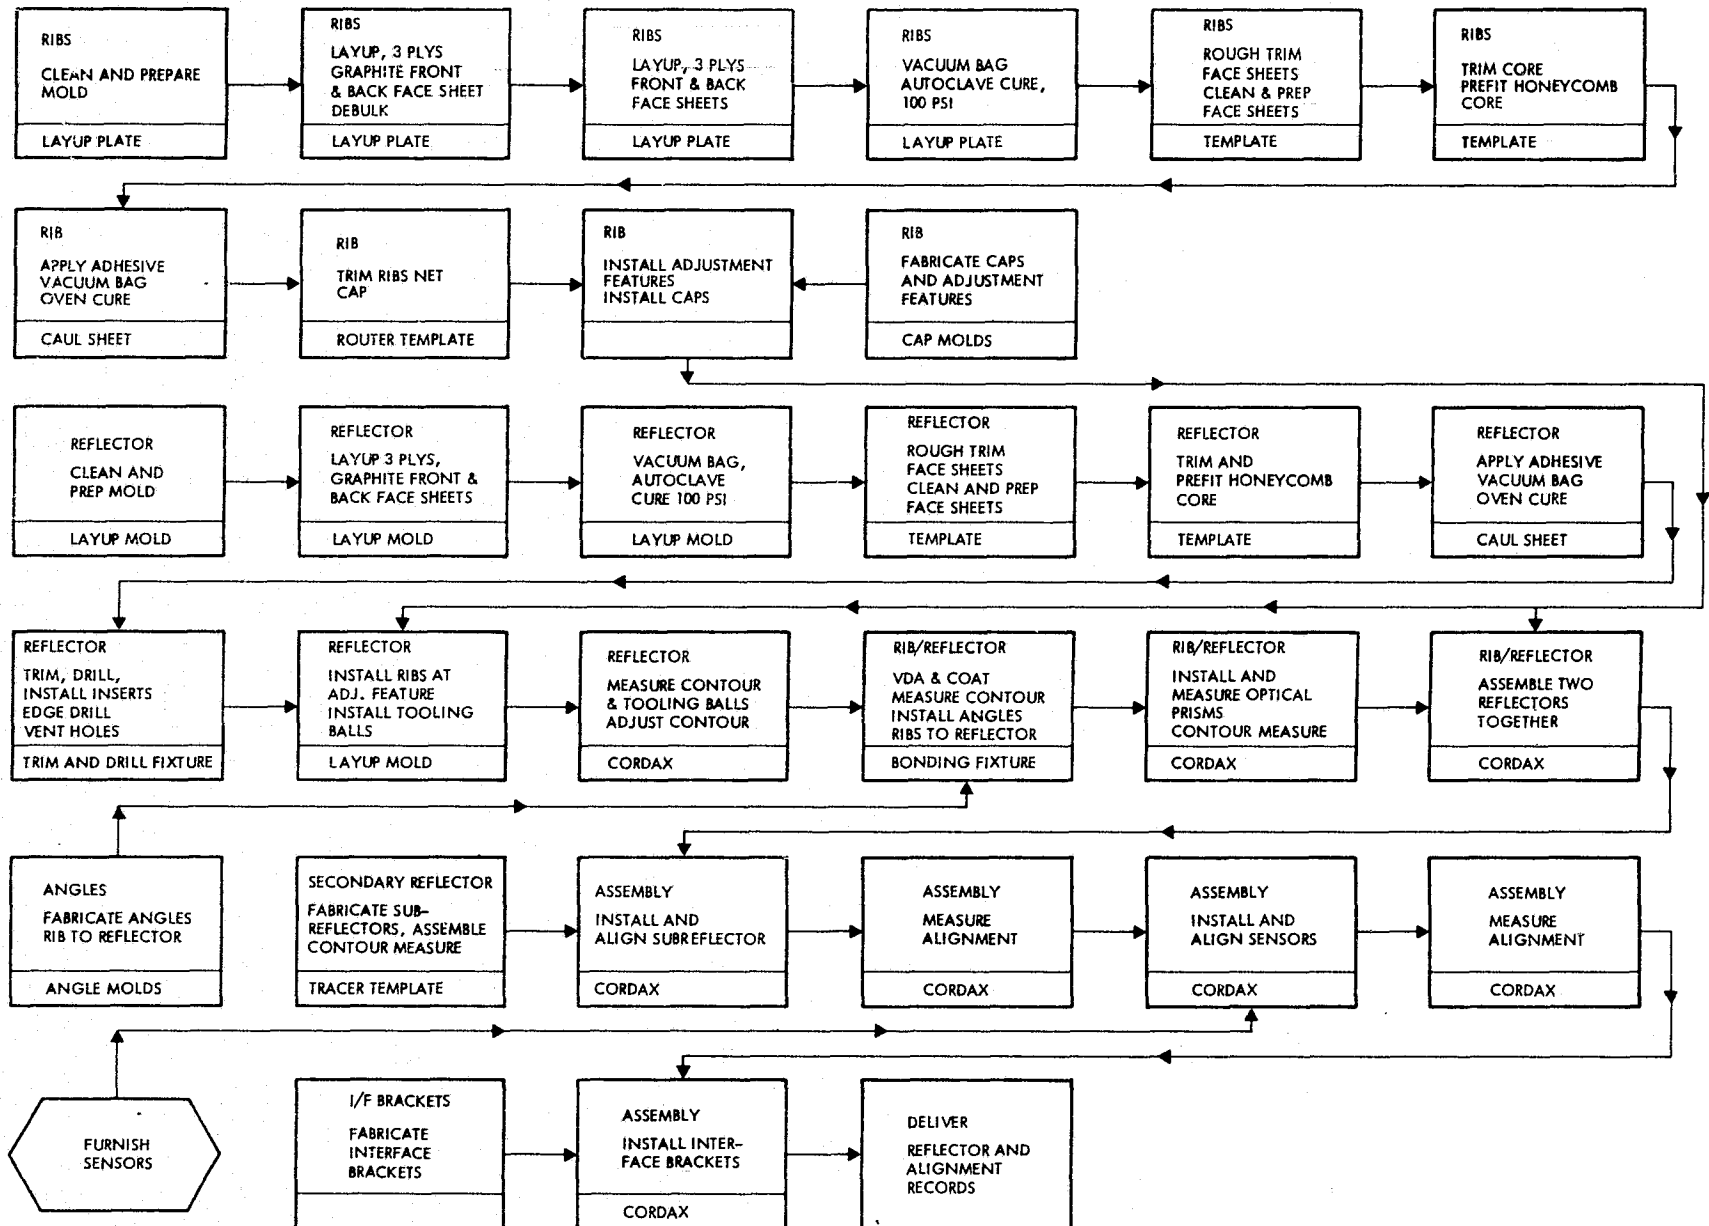 RIBS
CLEAN AND PREPARE
MOLD
LAYUP PLATE
RIBS
LAYUP, 3 PLYS
GRAPHITE FRONT
& BACK FACE SHEET
DEBULK
LAYUP PLATE
RIBS
LAYUP, 3 PLYS
FRONT & BACK
FACE SHEETS
LAYUP PLATE
RIBS
VACUUM BAG
AUTOCLAVE CURE,
100 PSI
LAYUP PLATE
RIBS
ROUGH TRIM
FACE SHEETS
CLEAN & PREP
FACE SHEETS
TEMPLATE
RIBS
TRIM CORE
PREFIT HONEYCOMB
CORE
TEMPLATE
RIB
APPLY ADHESIVE
VACUUM BAG
OVEN CURE
CAUL SHEET
RIB
TRIM RIBS NET
CAP
ROUTER TEMPLATE
RIB
INSTALL ADJUSTMENT
FEATURES
INSTALL CAPS
RIB
FABRICATE CAPS
AND ADJUSTMENT
FEATURES
CAP MOLDS
REFLECTOR
CLEAN AND
PREP MOLD
LAYUP MOLD
REFLECTOR
LAYUP 3 PLYS,
GRAPHITE FRONT &
BACK FACE SHEETS
LAYUP MOLD
REFLECTOR
VACUUM BAG,
AUTOCLAVE
CURE 100 PSI
LAYUP MOLD
REFLECTOR
ROUGH TRIM
FACE SHEETS
CLEAN AND PREP
FACE SHEETS
TEMPLATE
REFLECTOR
TRIM AND
PREFIT HONEYCOMB
CORE
TEMPLATE
REFLECTOR
APPLY ADHESIVE
VACUUM BAG
OVEN CURE
CAUL SHEET
REFLECTOR
TRIM, DRILL,
INSTALL INSERTS
EDGE DRILL
VENT HOLES
TRIM AND DRILL FIXTURE
REFLECTOR
INSTALL RIBS AT
ADJ. FEATURE
INSTALL TOOLING
BALLS
LAYUP MOLD
REFLECTOR
MEASURE CONTOUR
& TOOLING BALLS
ADJUST CONTOUR
CORDAX
RIB/REFLECTOR
VDA & COAT
MEASURE CONTOUR
INSTALL ANGLES
RIBS TO REFLECTOR
BONDING FIXTURE
RIB/REFLECTOR
INSTALL AND
MEASURE OPTICAL
PRISMS
CONTOUR MEASURE
CORDAX
RIB/REFLECTOR
ASSEMBLE TWO
REFLECTORS
TOGETHER
CORDAX
ANGLES
FABRICATE ANGLES
RIB TO REFLECTOR
ANGLE MOLDS
SECONDARY REFLECTOR
FABRICATE SUB-
REFLECTORS, ASSEMBLE
CONTOUR MEASURE
TRACER TEMPLATE
ASSEMBLY
INSTALL AND
ALIGN SUBREFLECTOR
CORDAX
ASSEMBLY
MEASURE
ALIGNMENT
CORDAX
ASSEMBLY
INSTALL AND
ALIGN SENSORS
CORDAX
ASSEMBLY
MEASURE
ALIGNMENT
CORDAX
FURNISH
SENSORS
I/F BRACKETS
FABRICATE
INTERFACE
BRACKETS
ASSEMBLY
INSTALL INTER-
FACE BRACKETS
CORDAX
DELIVER
REFLECTOR AND
ALIGNMENT
RECORDS